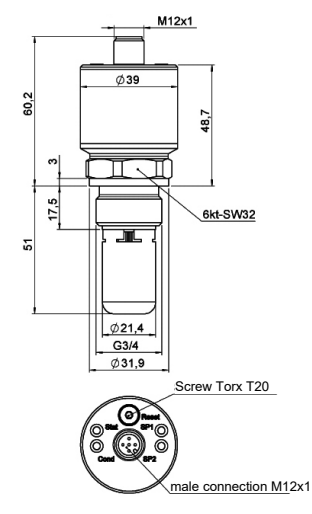 M12x1
Ø39
60,2
48,7
3
6kt-SW32
17,5
51
Ø21,4
G3/4
Ø31,9
Screw Torx T20
Reset
Stat
SP1
Cond
SP2
male connection M12x1